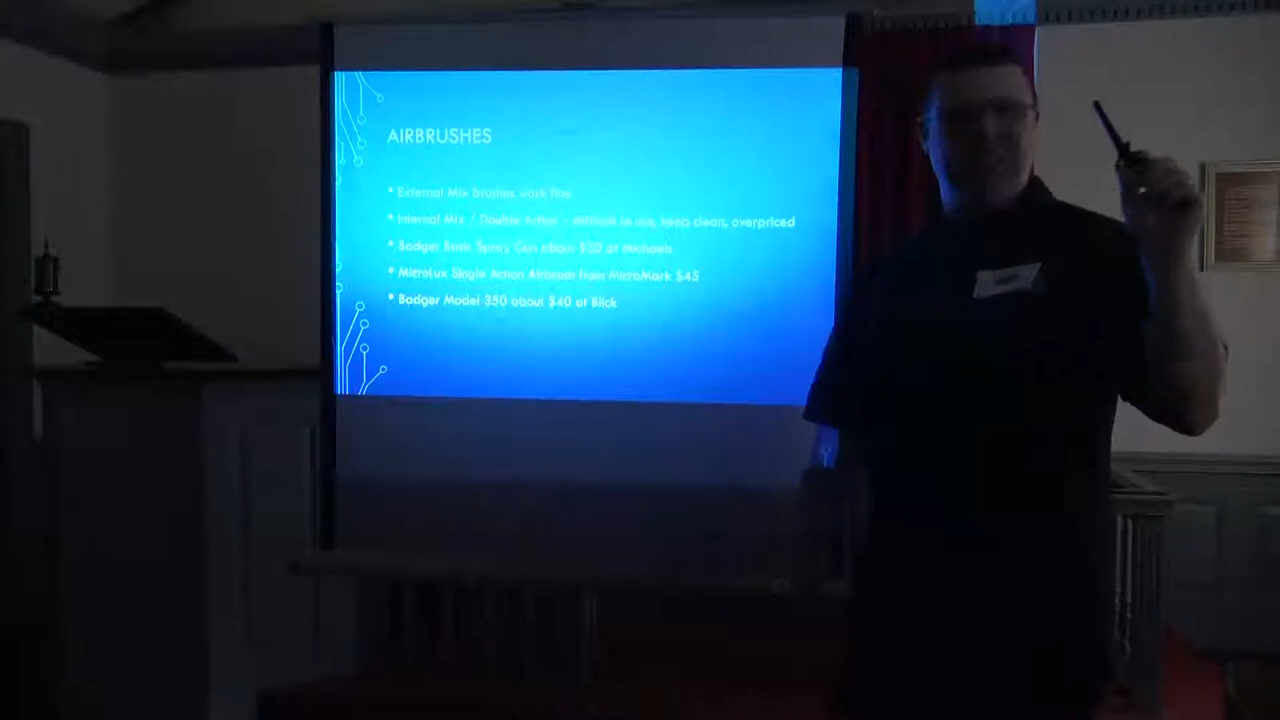 AIRBRUSHES
* External Mix brushes work fine
* Internal Mix / Double Action - difficult to use, keep clean, overpriced
* Badger Basic Spray Gun about $30 at Michaels
* MicroLux Single Action Airbrush from MicroMark $45
* Badger Model 350 about $40 at Blick